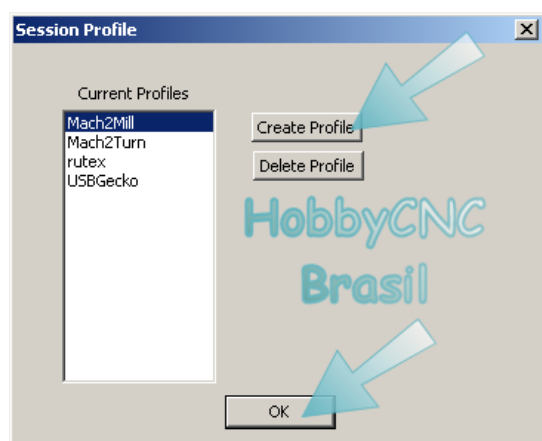 Session Profile
Current Profiles
Mach2Mill
Mach2Turn
rutex
USBGecko
Create Profile
Delete Profile
HobbyCNC
Brasil
OK